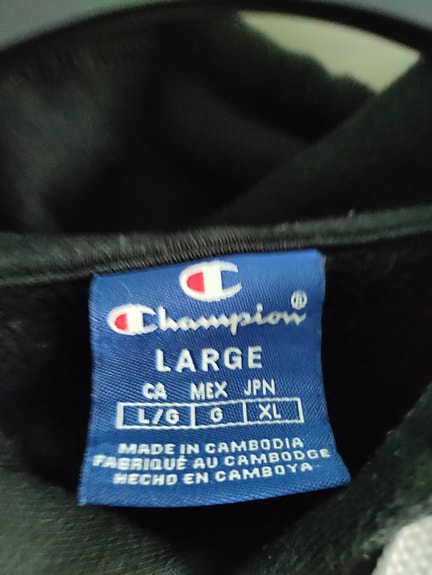 Champion®
LARGE
CA MEX JPN
L/G G XL
MADE IN CAMBODIA
FABRIQUÉ AU CAMBODGE
HECHO EN CAMBOYA